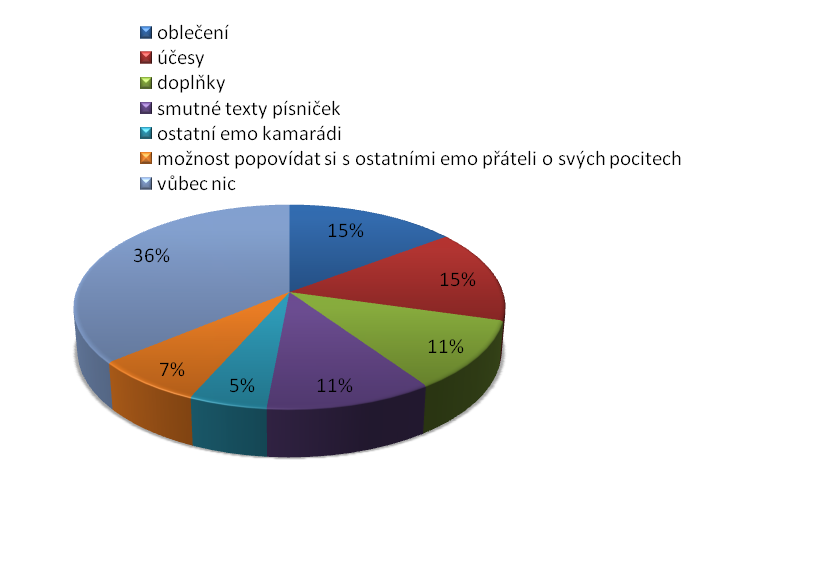 oblečení
účesy
doplňky
smutné texty písniček
ostatní emo kamarádi
možnost popovídat si s ostatními emo přáteli o svých pocitech
vůbec nic
15%
36%
15%
11%
7%
5%
11%